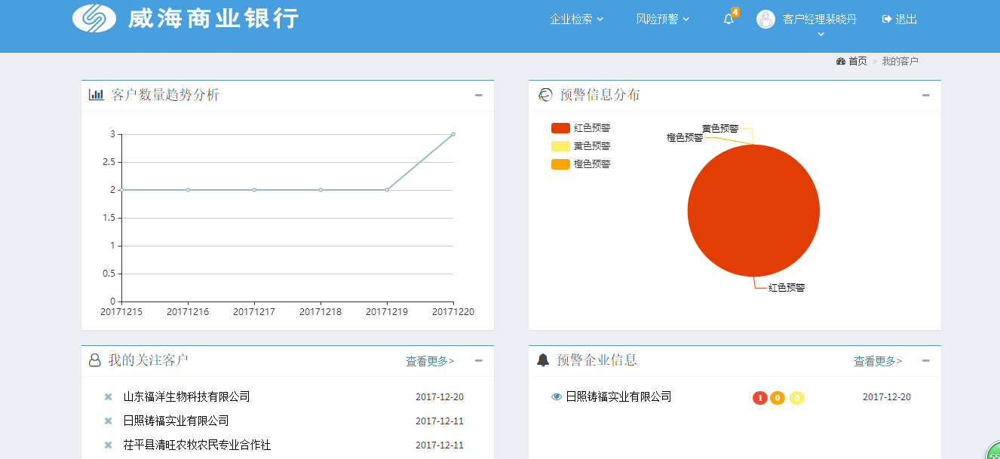 威海商业银行
企业检索
风险预警
4
客户经理裴晓丹
退出
首页 > 我的客户
客户数量趋势分析
3
2.5
2
1.5
1
0.5
0
20171215 20171216 20171217 20171218 20171219 20171220
预警信息分布
红色预警
黄色预警
橙色预警
黄色预警
橙色预警
红色预警
我的关注客户 查看更多>
山东福洋生物科技有限公司 2017-12-20
日照铸福实业有限公司 2017-12-11
茌平县清旺农牧农民专业合作社 2017-12-11
预警企业信息 查看更多>
日照铸福实业有限公司 1 0 0 2017-12-20